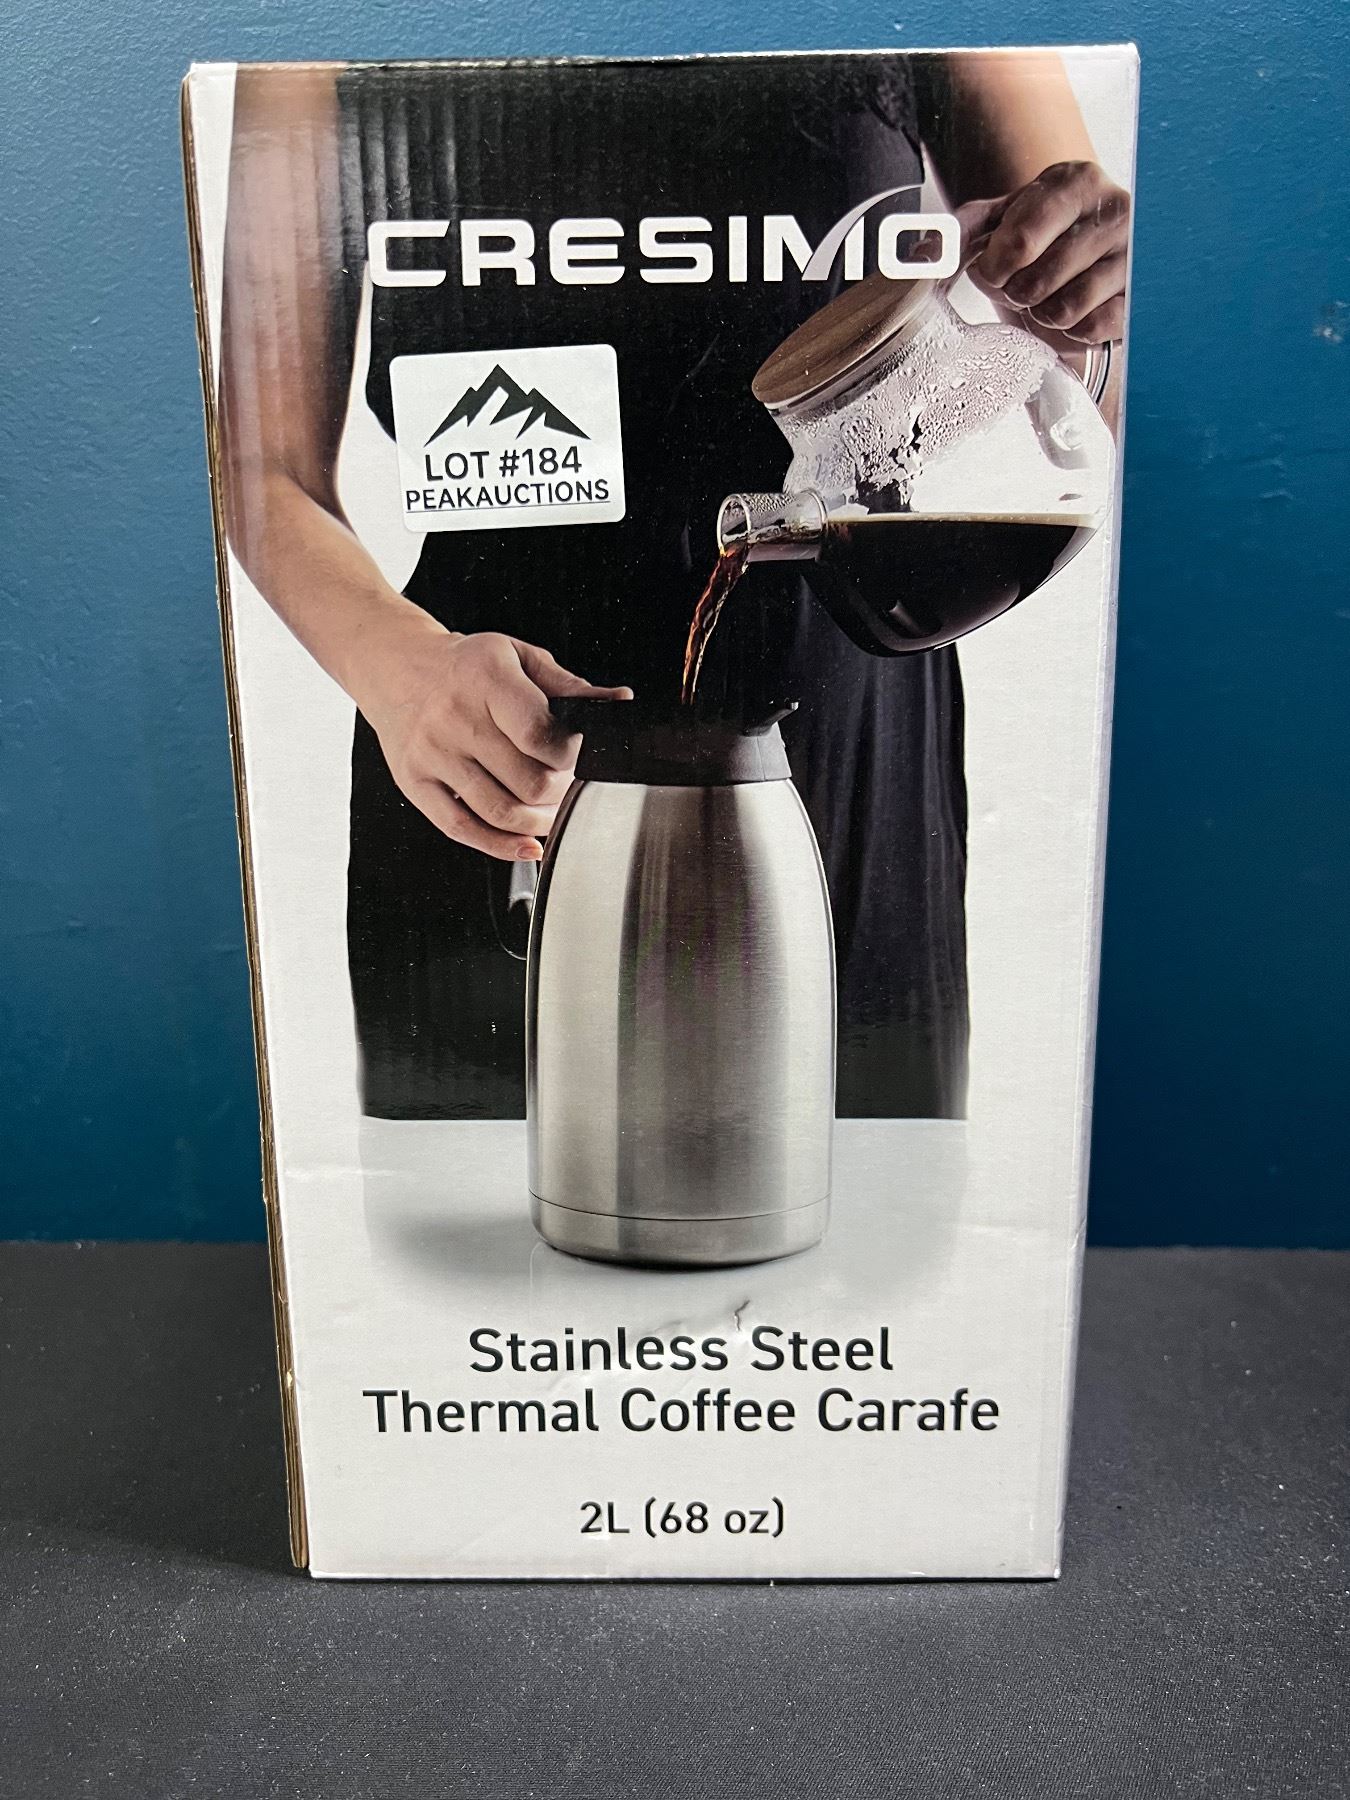 CRESIMO
LOT #184
PEAKAUCTIONS
Stainless Steel
Thermal Coffee Carafe
2L (68 oz)